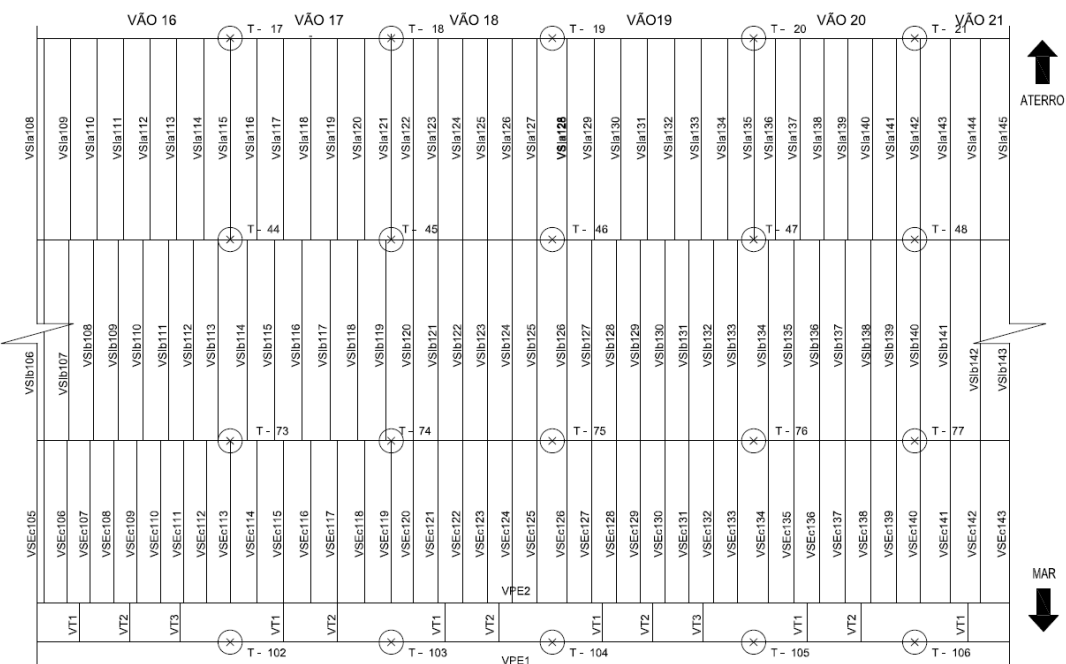 VÃO 16
VÃO 17
VÃO 18
VÃO19
VÃO 20
VÃO 21
T - 17
T - 18
T - 19
T - 20
T - 21
ATERRO
VSIa108
VSIa109
VSIa110
VSIa111
VSIa112
VSIa113
VSIa114
VSIa115
VSIa116
VSIa117
VSIa118
VSIa119
VSIa120
VSIa121
VSIa122
VSIa123
VSIa124
VSIa125
VSIa126
VSIa127
VSIa128
VSIa129
VSIa130
VSIa131
VSIa132
VSIa133
VSIa134
VSIa135
VSIa136
VSIa137
VSIa138
VSIa139
VSIa140
VSIa141
VSIa142
VSIa143
VSIa144
VSIa145
T - 44
T - 45
T - 46
T - 47
T - 48
VSIb106
VSIb107
VSIb108
VSIb109
VSIb110
VSIb111
VSIb112
VSIb113
VSIb114
VSIb115
VSIb116
VSIb117
VSIb118
VSIb119
VSIb120
VSIb121
VSIb122
VSIb123
VSIb124
VSIb125
VSIb126
VSIb127
VSIb128
VSIb129
VSIb130
VSIb131
VSIb132
VSIb133
VSIb134
VSIb135
VSIb136
VSIb137
VSIb138
VSIb139
VSIb140
VSIb141
VSIb142
VSIb143
T - 73
T - 74
T - 75
T - 76
T - 77
VSEc105
VSEc106
VSEc107
VSEc108
VSEc109
VSEc110
VSEc111
VSEc112
VSEc113
VSEc114
VSEc115
VSEc116
VSEc117
VSEc118
VSEc119
VSEc120
VSEc121
VSEc122
VSEc123
VSEc124
VSEc125
VSEc126
VSEc127
VSEc128
VSEc129
VSEc130
VSEc131
VSEc132
VSEc133
VSEc134
VSEc135
VSEc136
VSEc137
VSEc138
VSEc139
VSEc140
VSEc141
VSEc142
VSEc143
MAR
VPE2
VT1
VT2
VT3
VT1
VT2
VT1
VT2
VT1
VT2
VT3
VT1
VT2
VT1
T - 102
T - 103
T - 104
T - 105
T - 106
VPE1